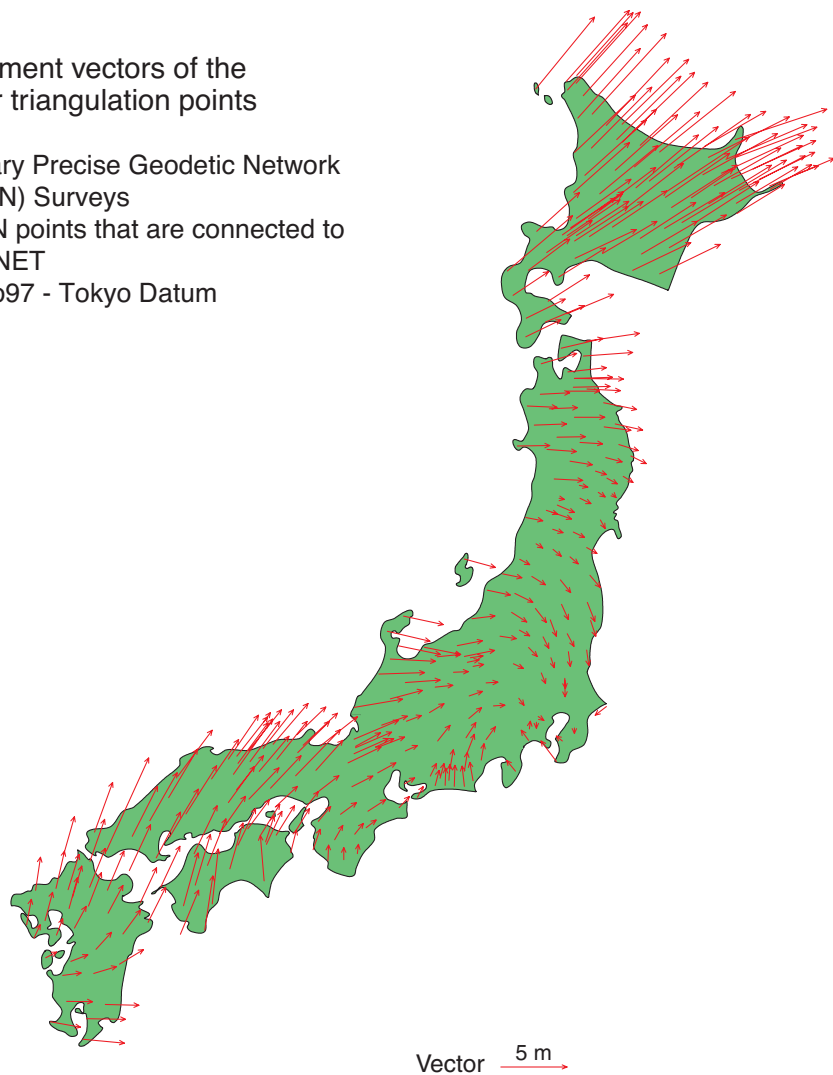 ment vectors of the
r triangulation points
ary Precise Geodetic Network
N) Surveys
N points that are connected to
NET
o97 - Tokyo Datum
Vector 5 m